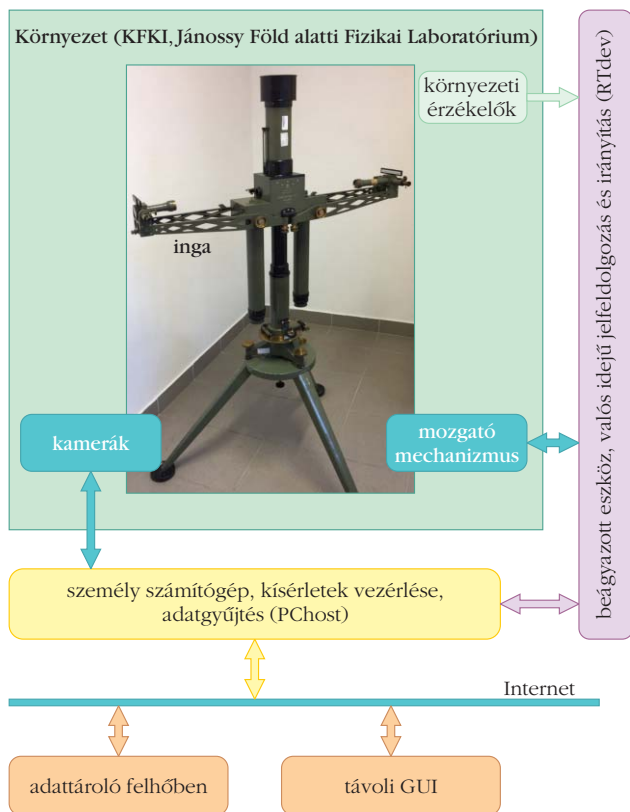 Környezet (KFKI, Jánossy Föld alatti Fizikai Laboratórium)
környezeti
érzékelők
inga
kamerák
mozgató
mechanizmus
beágyazott eszköz, valós idejű jelfeldolgozás és irányítás (RTdev)
személy számítógép, kísérletek vezérlése,
adatgyűjtés (PChost)
Internet
adattároló felhőben
távoli GUI